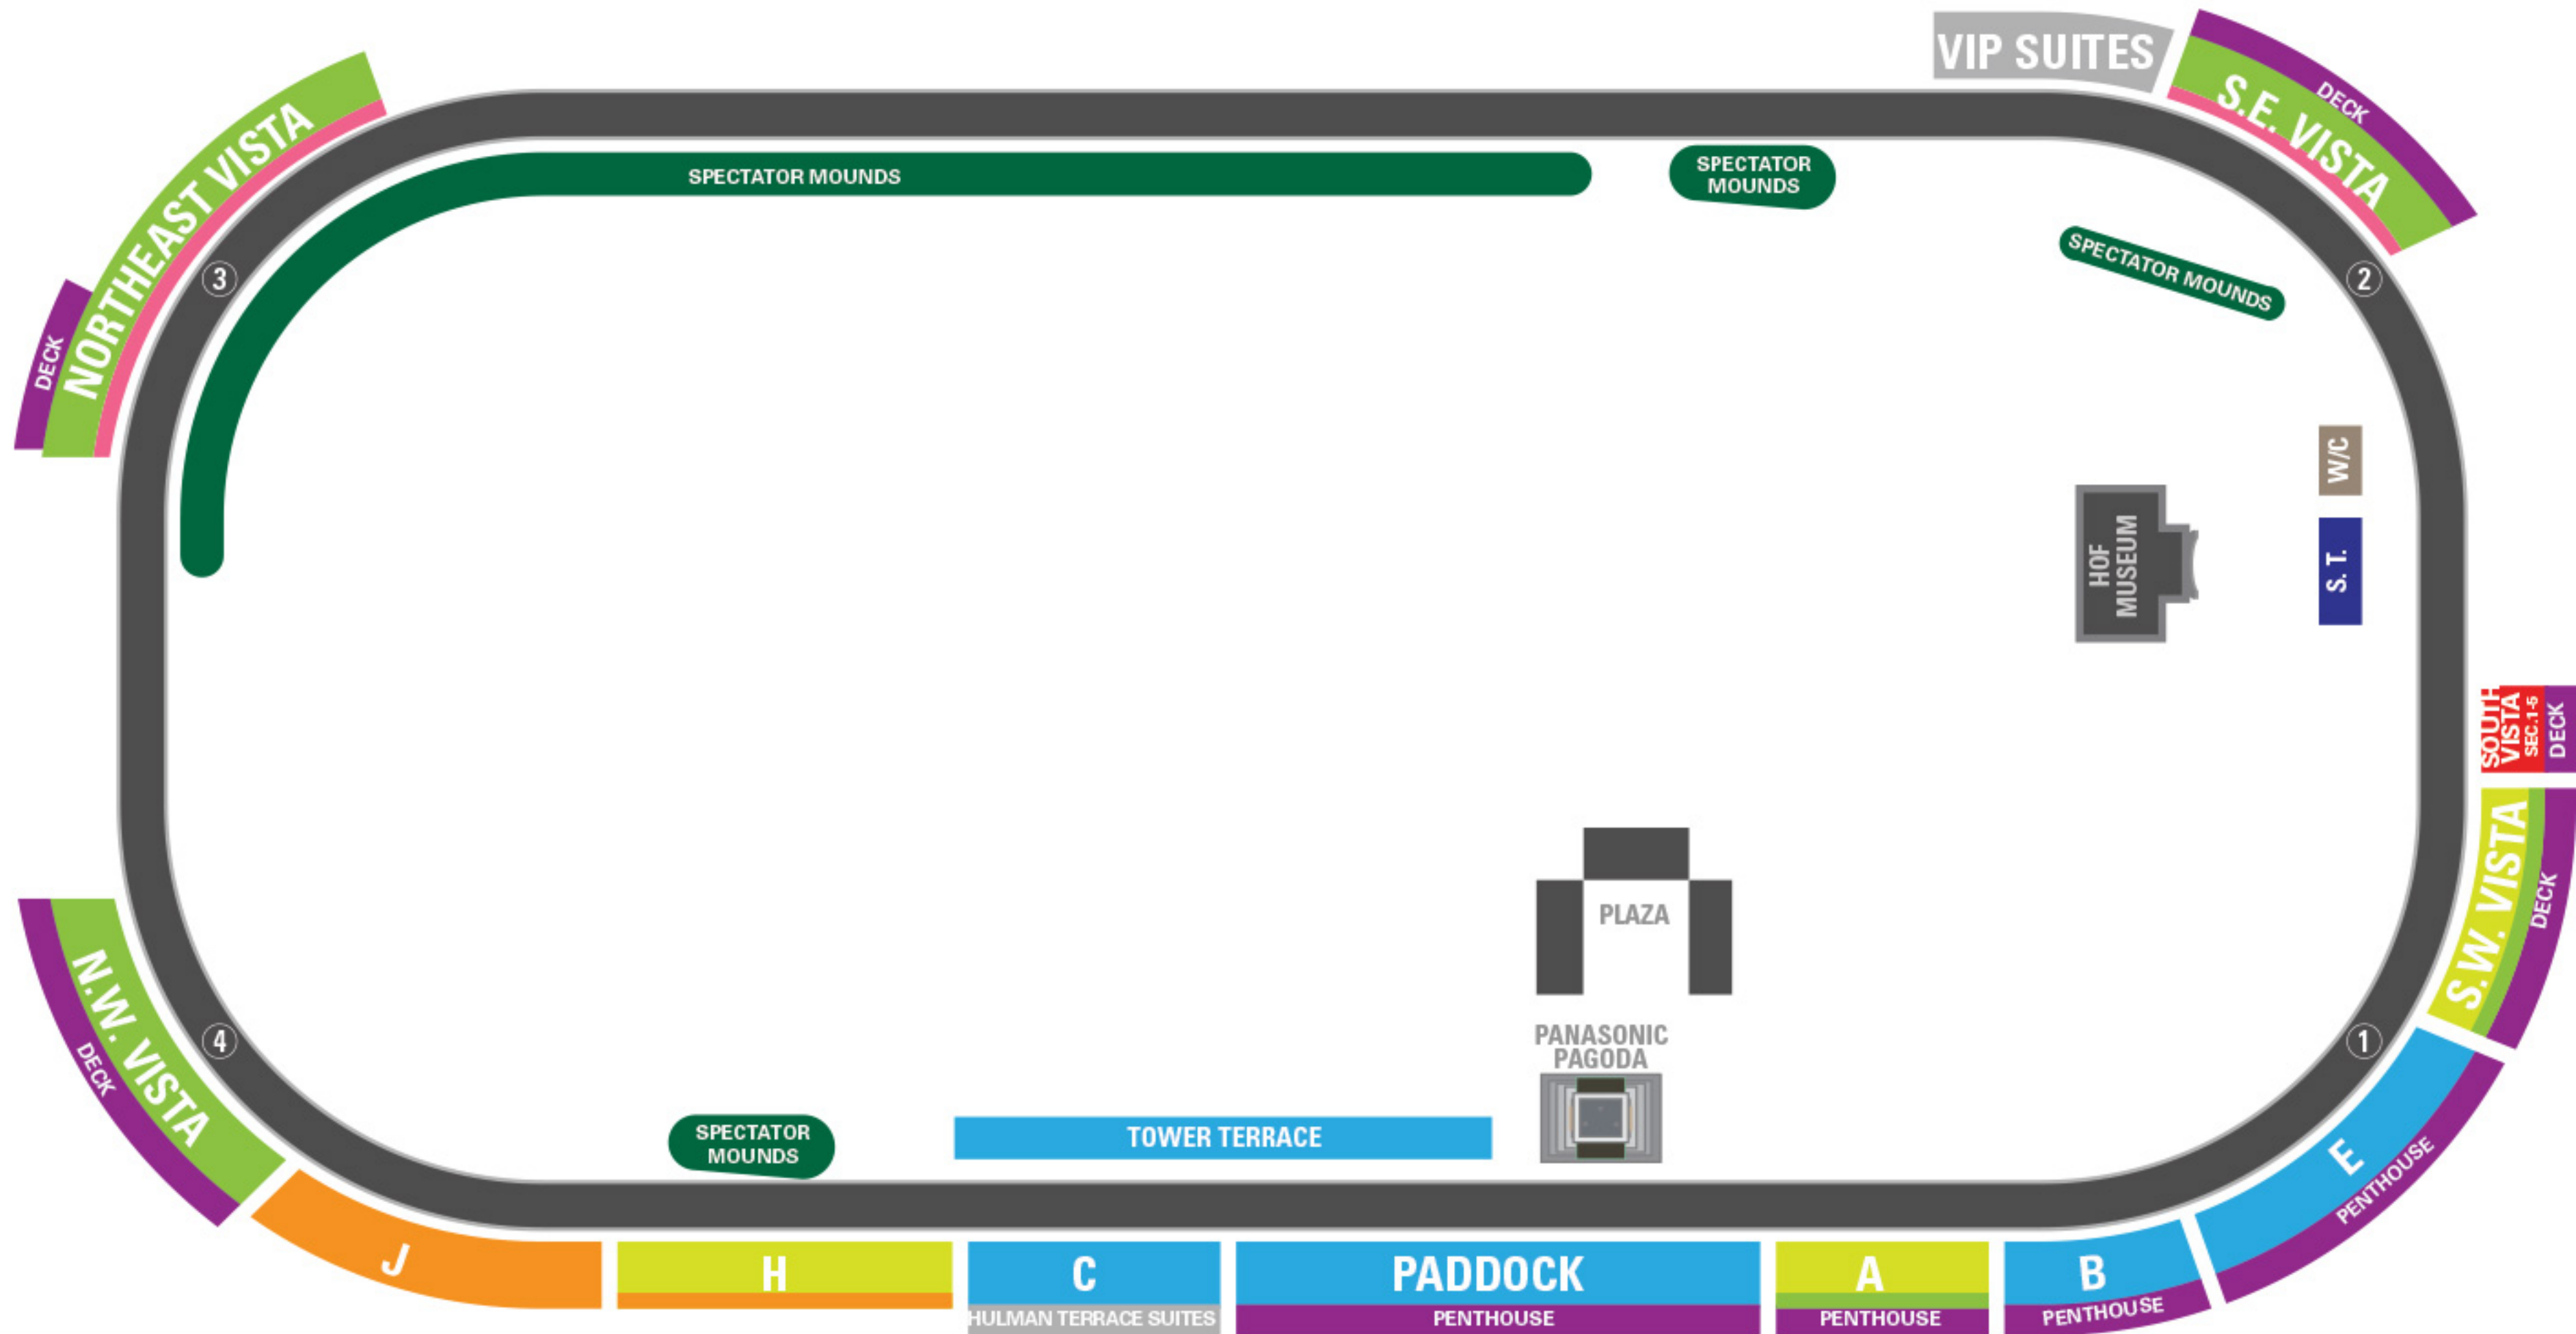 VIP SUITES
DECK
S.E. VISTA
NORTHEAST VISTA
DECK
SPECTATOR MOUNDS
SPECTATOR
MOUNDS
SPECTATOR MOUNDS
3
2
W/C
HOF
MUSEUM
S. T.
SOUTH
VISTA
SEC.1-5
DECK
S.W. VISTA
DECK
PLAZA
N.W. VISTA
DECK
4
1
PANASONIC
PAGODA
SPECTATOR
MOUNDS
TOWER TERRACE
E
PENTHOUSE
J
H
C
HULMAN TERRACE SUITES
PADDOCK
PENTHOUSE
A
PENTHOUSE
B
PENTHOUSE